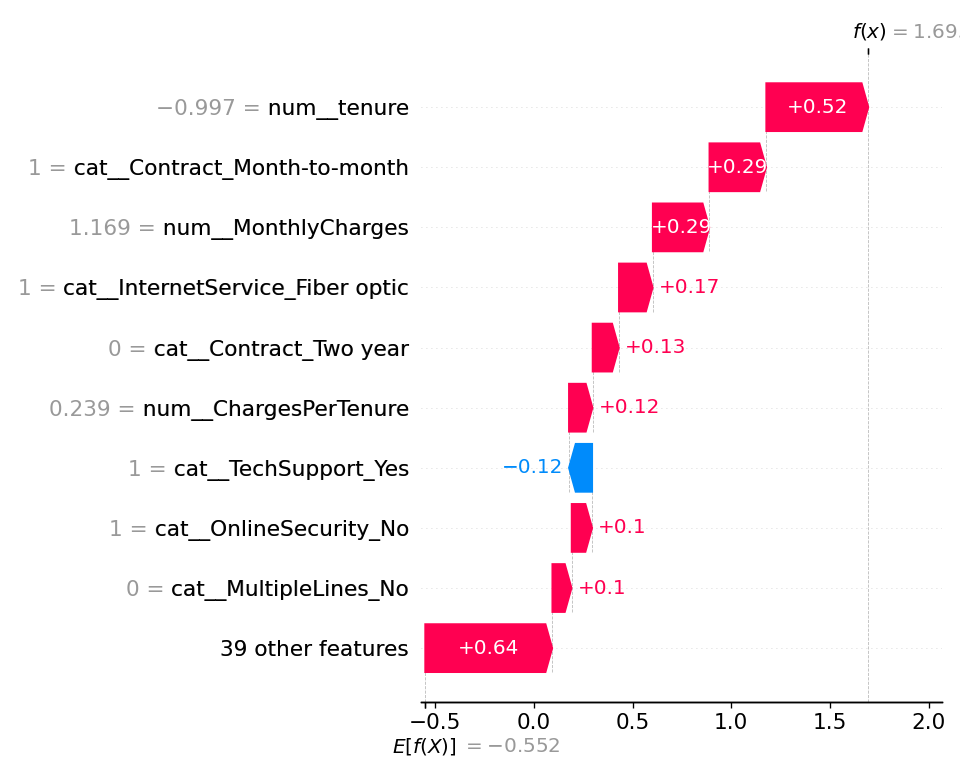 f(x) = 1.69
−0.997 = num__tenure
+0.52
1 = cat__Contract_Month-to-month
+0.29
1.169 = num__MonthlyCharges
+0.29
1 = cat__InternetService_Fiber optic
+0.17
0 = cat__Contract_Two year
+0.13
0.239 = num__ChargesPerTenure
+0.12
1 = cat__TechSupport_Yes
−0.12
1 = cat__OnlineSecurity_No
+0.1
0 = cat__MultipleLines_No
+0.1
39 other features
+0.64
−0.5 0.0 0.5 1.0 1.5 2.0
E[f(X)] = −0.552